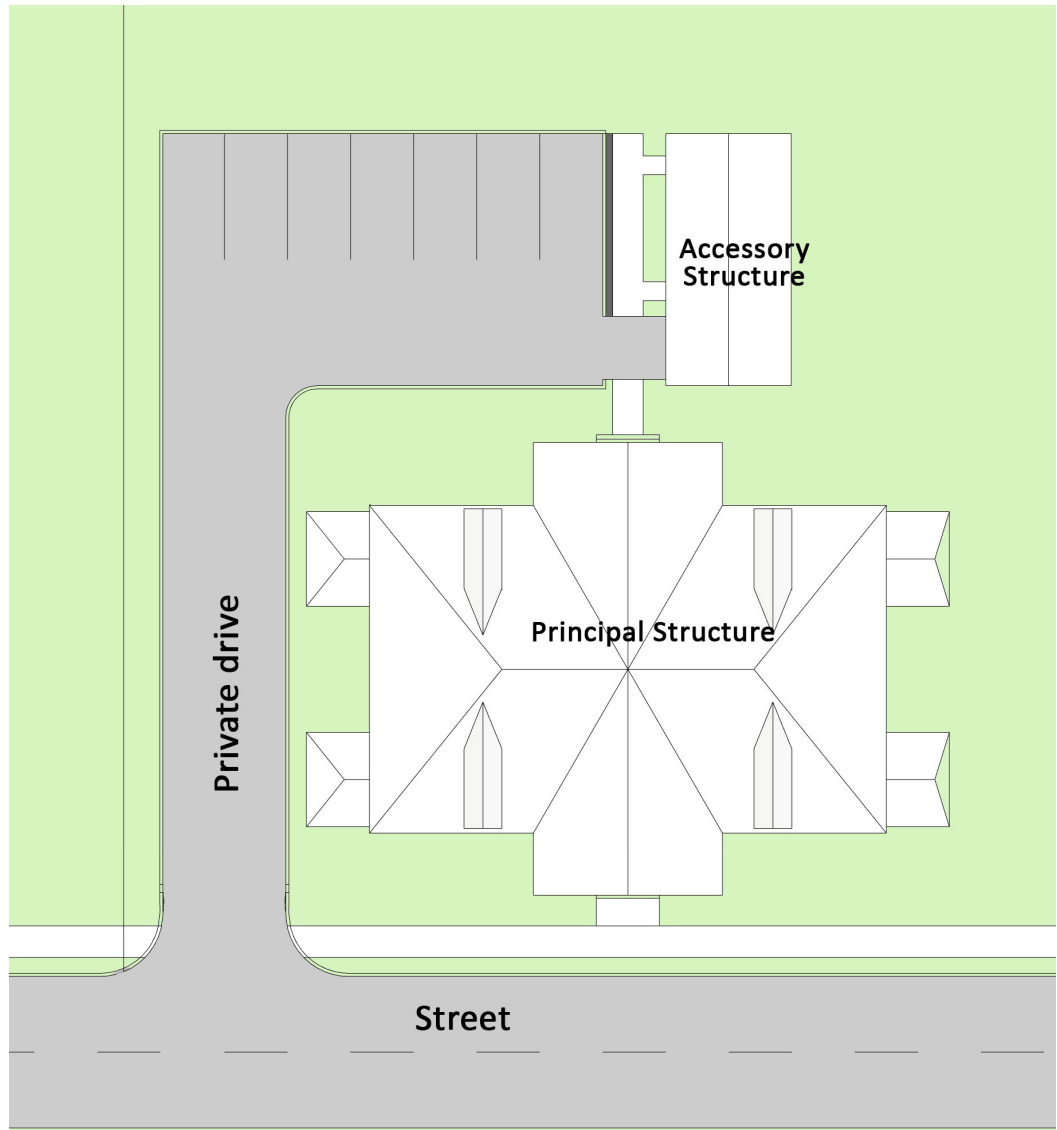 Accessory
Structure
Principal Structure
Private drive
Street